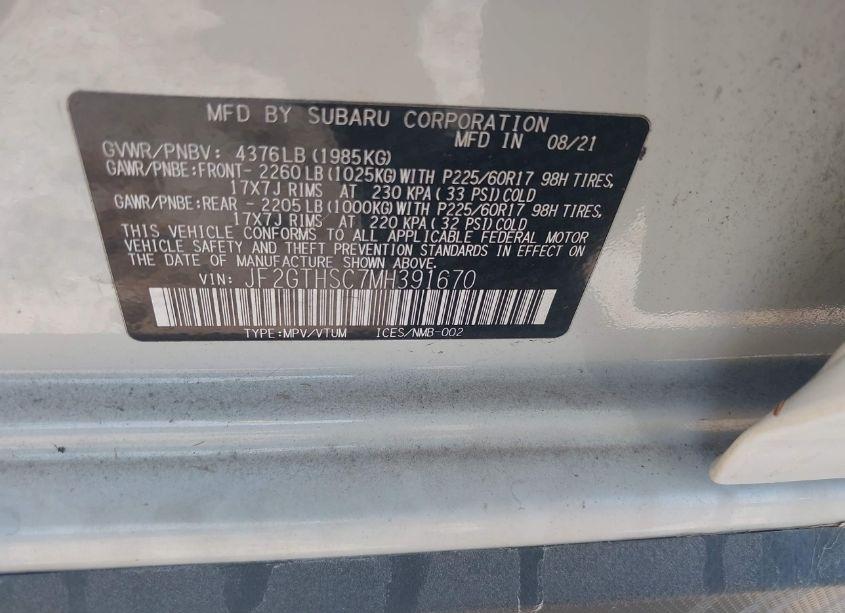 MFD BY SUBARU CORPORATION
MFD IN 08/21
GVWR/PNBV: 4376LB(1985KG)
GAWR/PNBE:FRONT- 2260LB(1025KG)WITH P225/60R17 98H TIRES,
17X7J RIMS AT 230 KPA(33 PSI)COLD
GAWR/PNBE:REAR - 2205LB(1000KG)WITH P225/60R17 98H TIRES,
17X7J RIMS AT 220 KPA(32 PSI)COLD
THIS VEHICLE CONFORMS TO ALL APPLICABLE FEDERAL MOTOR
VEHICLE SAFETY AND THEFT PREVENTION STANDARDS IN EFFECT ON
THE DATE OF MANUFACTURE SHOWN ABOVE.
VIN: JF2GTHSC7MH391670
TYPE:MPV/VTUM ICES/NMB-002